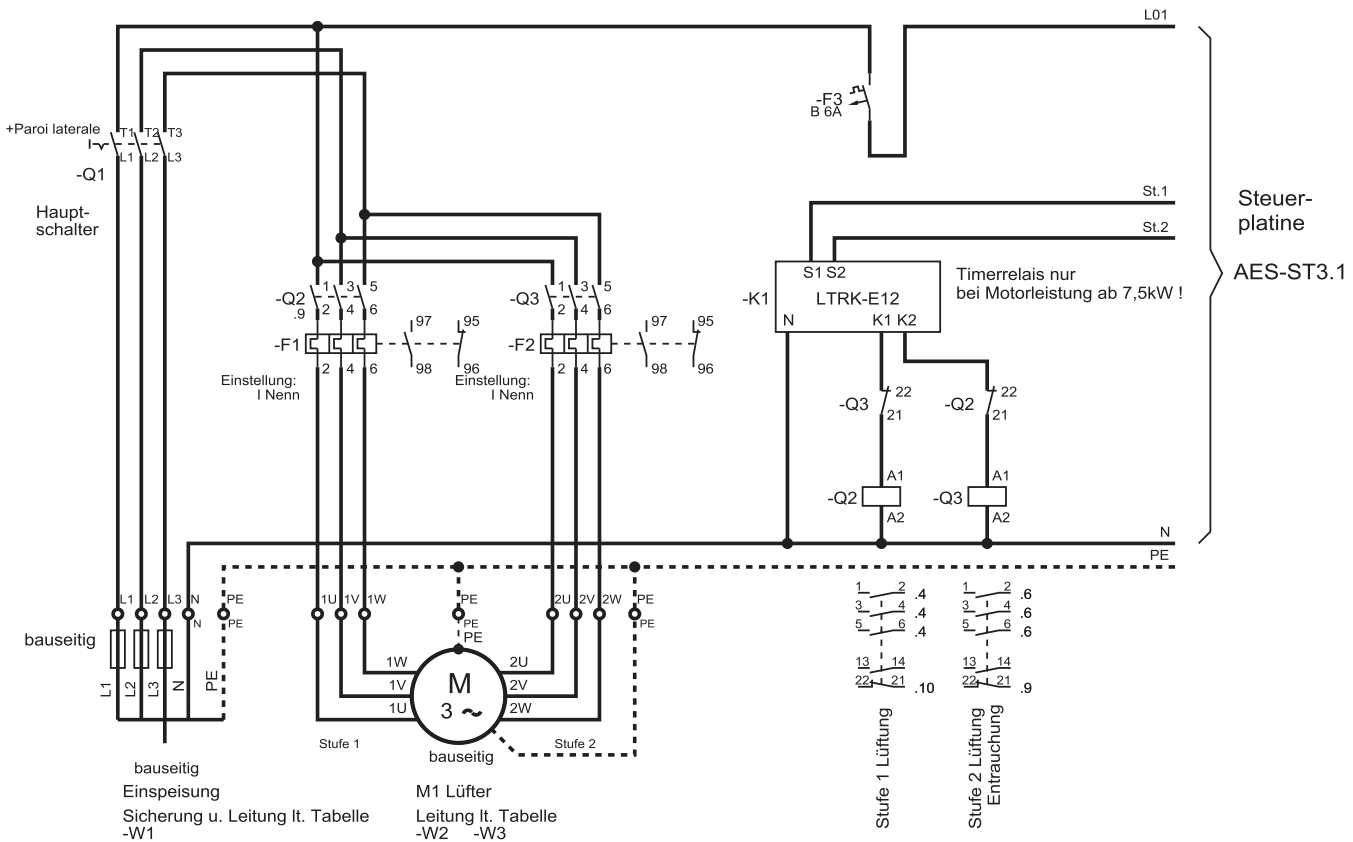 L01
-F3
B 6A
+Paroi laterale
T1 T2 T3
L1 L2 L3
-Q1
Haupt-
schalter
St.1
St.2
Steuer-
platine
AES-ST3.1
S1 S2
-K1 LTRK-E12
N K1 K2
Timerrelais nur
bei Motorleistung ab 7,5kW !
-Q2 1 3 5
.9 2 4 6
-Q3 1 3 5
2 4 6
-F1 97 95
2 4 6 98 96
-F2 97 95
2 4 6 98 96
Einstellung:
I Nenn
Einstellung:
I Nenn
-Q3 22
21
-Q2 22
21
-Q2 A1
A2
-Q3 A1
A2
N
PE
L1 L2 L3 N PE
N PE
1U 1V 1W
PE
PE
PE
2U 2V 2W PE
PE
bauseitig
L1 L2 L3 N PE
1W 2U
1V 2V
1U 2W
M
3 ~
Stufe 1
Stufe 2
bauseitig
1 2 .4
3 4 .4
5 6 .4
13 14
22 21 .10
Stufe 1 Lüftung
1 2 .6
3 4 .6
5 6 .6
13 14
22 21 .9
Stufe 2 Lüftung
Entrauchung
bauseitig
Einspeisung
Sicherung u. Leitung lt. Tabelle
-W1
M1 Lüfter
Leitung lt. Tabelle
-W2 -W3